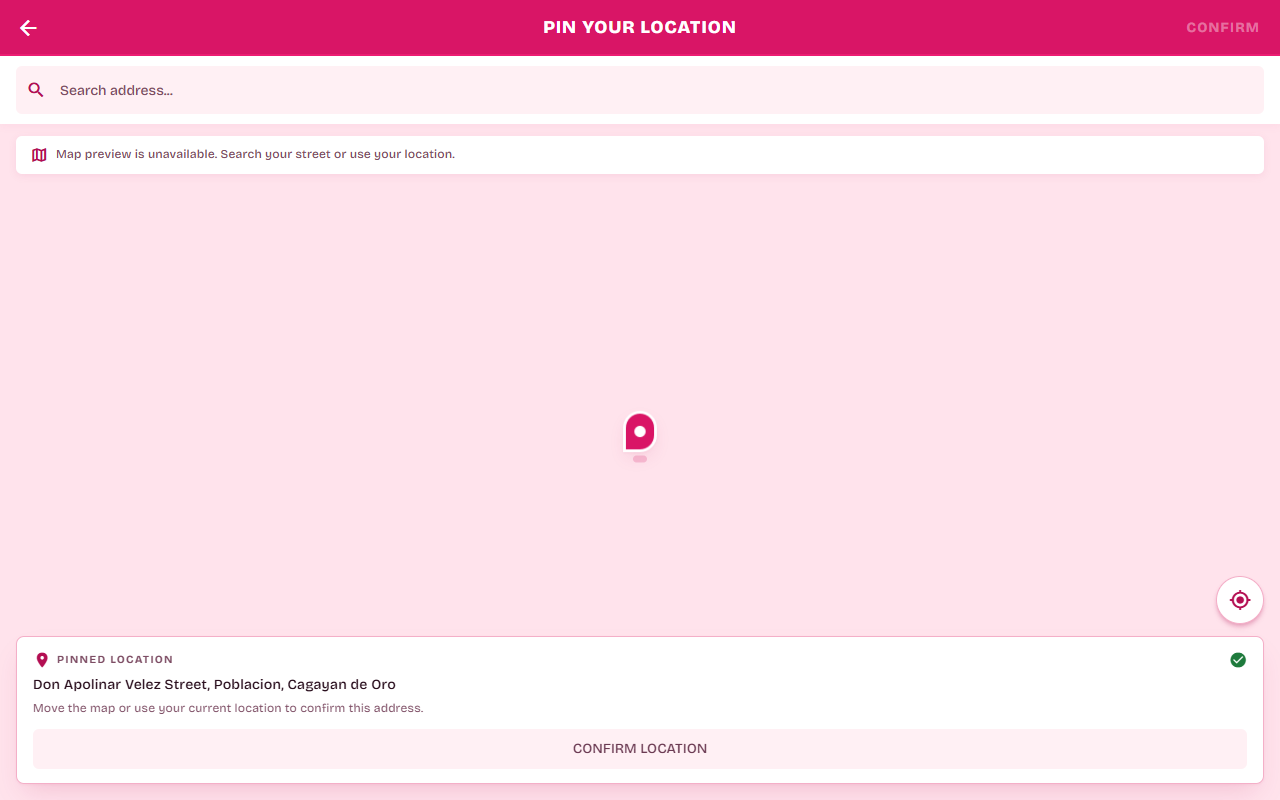 PIN YOUR LOCATION
CONFIRM
Search address...
Map preview is unavailable. Search your street or use your location.
PINNED LOCATION
Don Apolinar Velez Street, Poblacion, Cagayan de Oro
Move the map or use your current location to confirm this address.
CONFIRM LOCATION